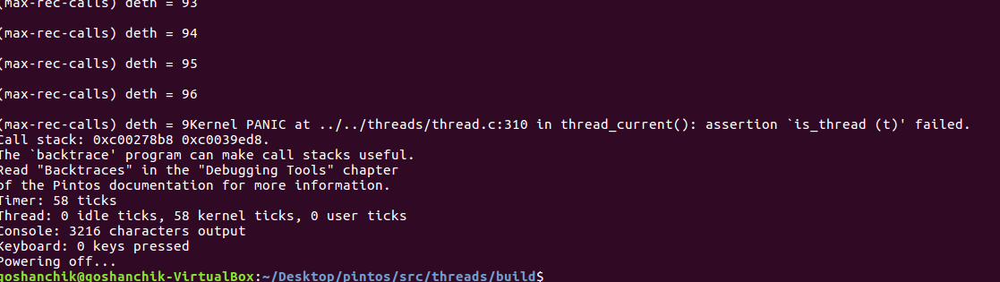 (max-rec-calls) deth = 93
(max-rec-calls) deth = 94
(max-rec-calls) deth = 95
(max-rec-calls) deth = 96
(max-rec-calls) deth = 9Kernel PANIC at ../../threads/thread.c:310 in thread_current(): assertion `is_thread (t)' failed.
Call stack: 0xc00278b8 0xc0039ed8.
The `backtrace' program can make call stacks useful.
Read "Backtraces" in the "Debugging Tools" chapter
of the Pintos documentation for more information.
Timer: 58 ticks
Thread: 0 idle ticks, 58 kernel ticks, 0 user ticks
Console: 3216 characters output
Keyboard: 0 keys pressed
Powering off...
goshanchik@goshanchik-VirtualBox:~/Desktop/pintos/src/threads/build$